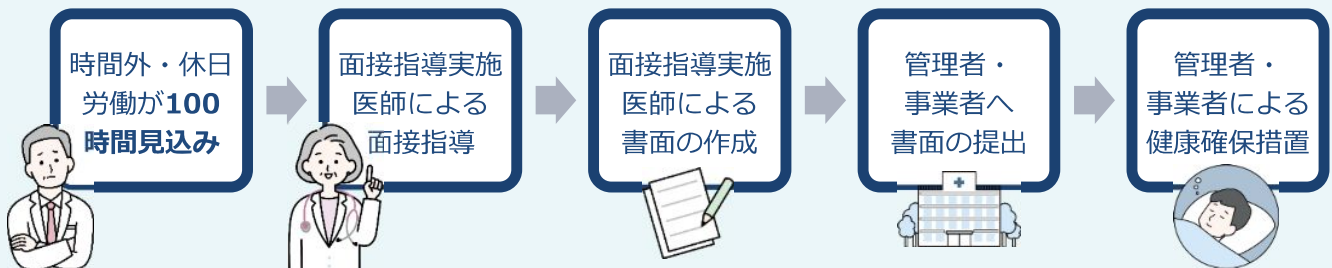 時間外・休日
労働が100
時間見込み
面接指導実施
医師による
面接指導
面接指導実施
医師による
書面の作成
管理者・
事業者へ
書面の提出
管理者・
事業者による
健康確保措置